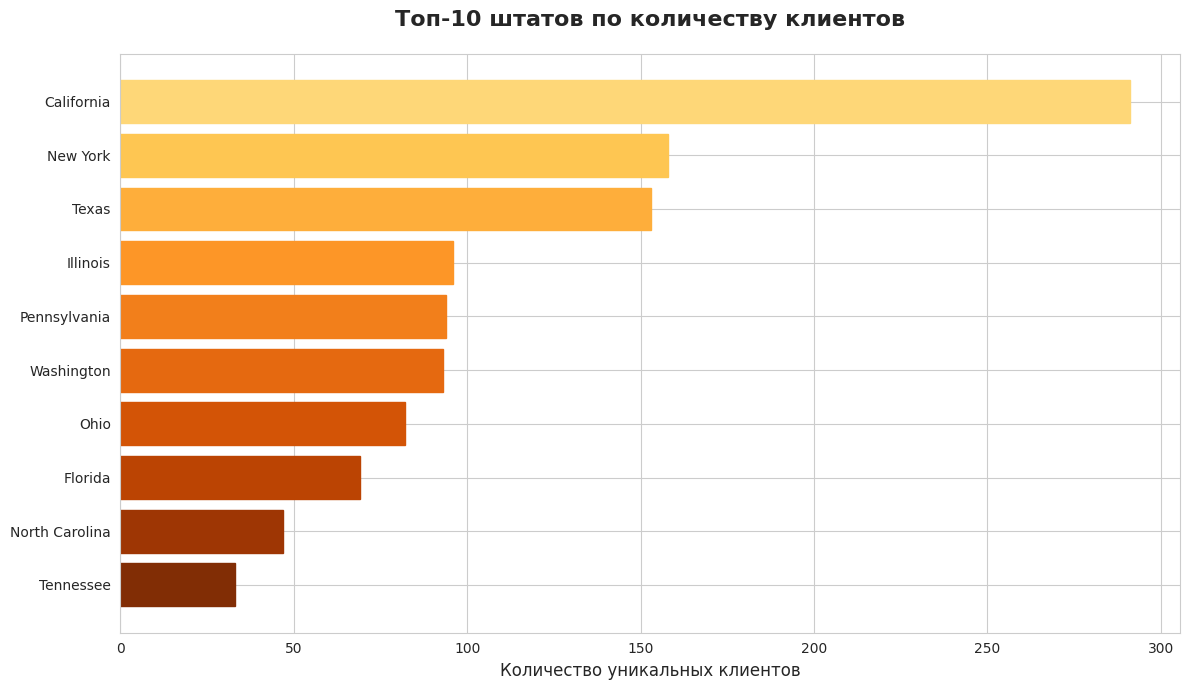 Топ-10 штатов по количеству клиентов
California
New York
Texas
Illinois
Pennsylvania
Washington
Ohio
Florida
North Carolina
Tennessee
0 50 100 150 200 250 300
Количество уникальных клиентов